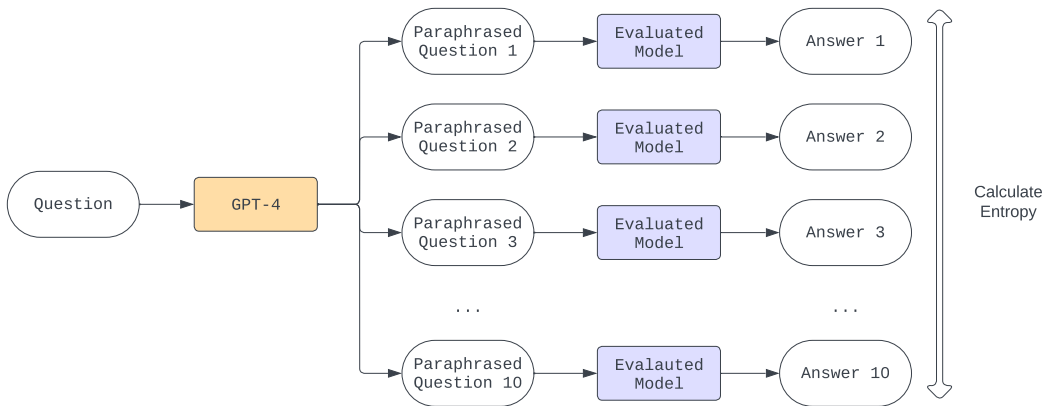 Question
GPT-4
Paraphrased
Question 1
Evaluated
Model
Answer 1
Paraphrased
Question 2
Evaluated
Model
Answer 2
Paraphrased
Question 3
Evaluated
Model
Answer 3
...
...
Paraphrased
Question 10
Evalauted
Model
Answer 10
Calculate
Entropy